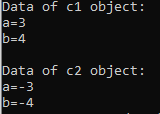 Data of c1 object:
a=3
b=4
Data of c2 object:
a=-3
b=-4